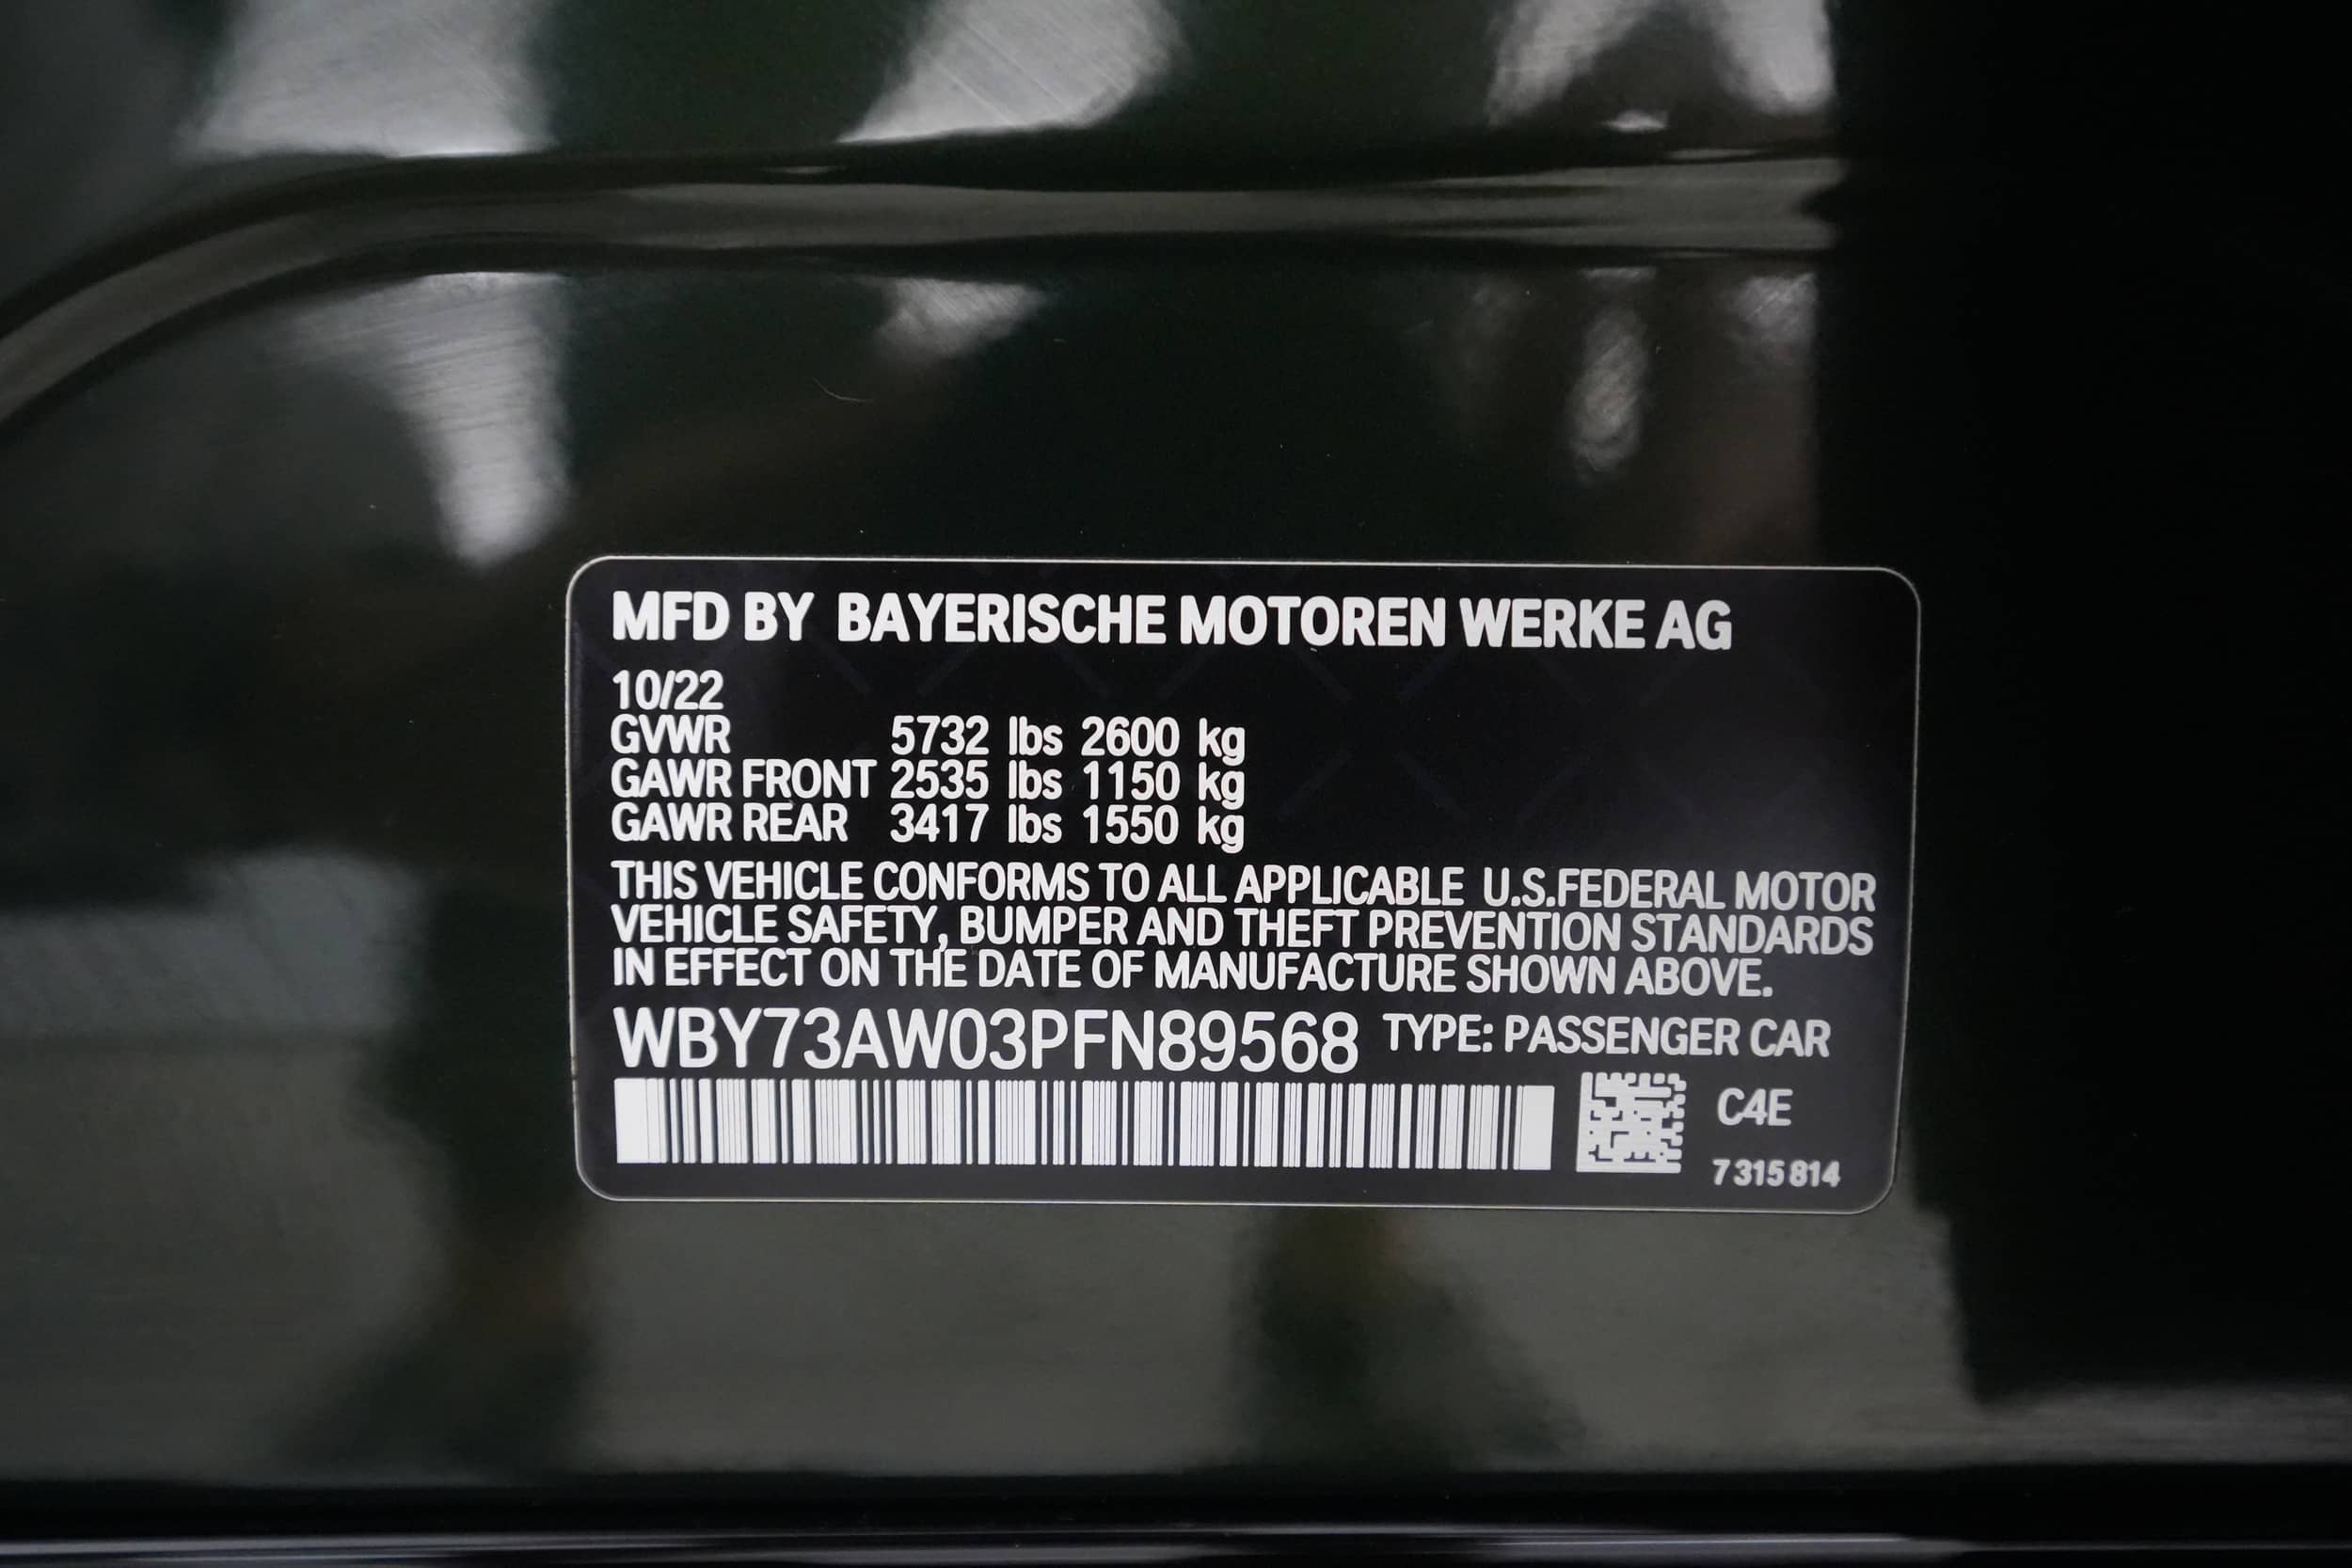 MFD BY BAYERISCHE MOTOREN WERKE AG
10/22
GVWR 5732 lbs 2600 kg
GAWR FRONT 2535 lbs 1150 kg
GAWR REAR 3417 lbs 1550 kg
THIS VEHICLE CONFORMS TO ALL APPLICABLE U.S.FEDERAL MOTOR
VEHICLE SAFETY, BUMPER AND THEFT PREVENTION STANDARDS
IN EFFECT ON THE DATE OF MANUFACTURE SHOWN ABOVE.
WBY73AW03PFN89568 TYPE: PASSENGER CAR
C4E
7 315 814